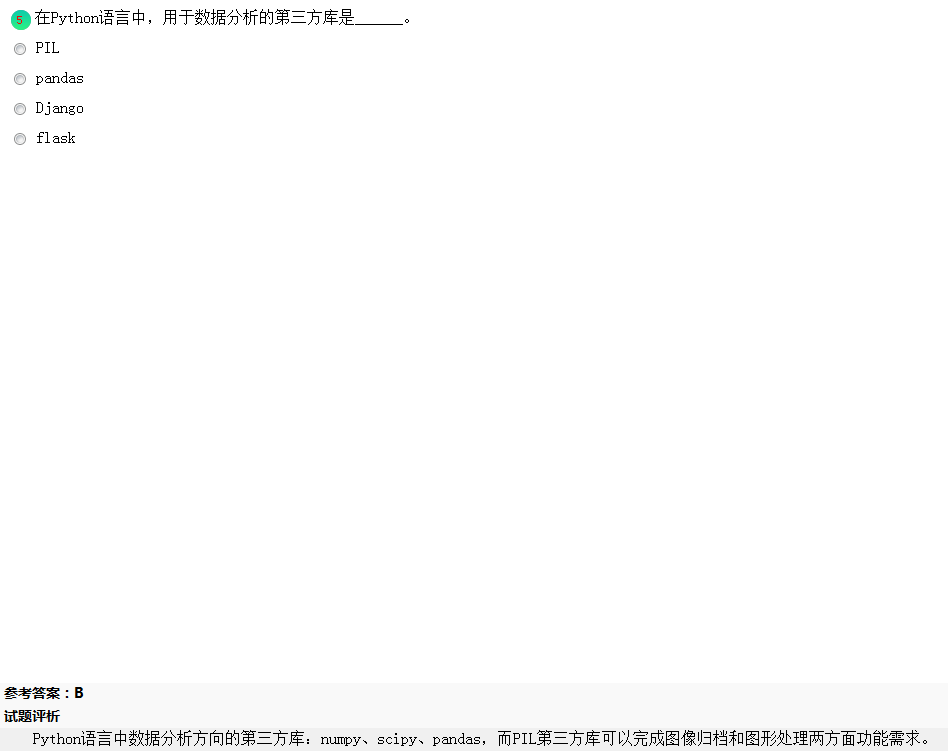 5 在Python语言中，用于数据分析的第三方库是______。
PIL
pandas
Django
flask
参考答案：B
试题评析
Python语言中数据分析方向的第三方库：numpy、scipy、pandas，而PIL第三方库可以完成图像归档和图形处理两方面功能需求。